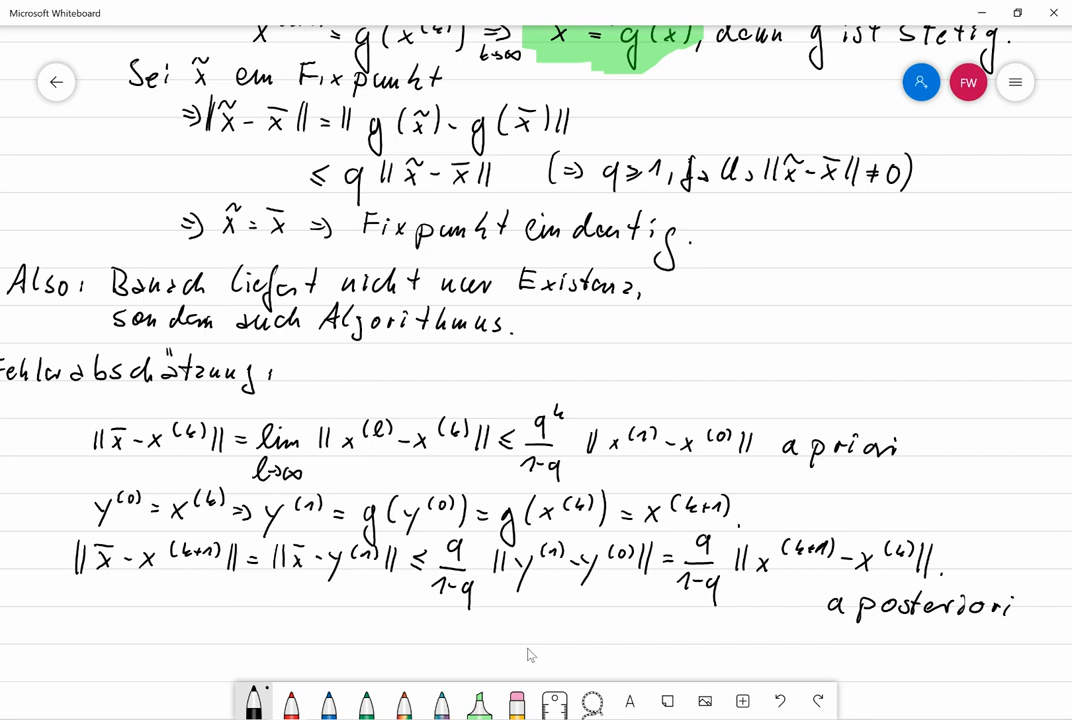 Microsoft Whiteboard
x = g(x^(k)) ⇒ x̄ = g(x̄), denn g ist stetig.
k→∞
Sei x̃ ein Fixpunkt
FW
⇒ ||x̃ - x̄|| = || g(x̃) - g(x̄) ||
≤ q ||x̃ - x̄|| (⇒ q ≥ 1, falls ||x̃ - x̄|| ≠ 0)
⇒ x̃ = x̄ ⇒ Fixpunkt eindeutig.
Also: Banach liefert nicht nur Existenz,
sondern auch Algorithmus.
Fehlerabschätzung:
||x̄ - x^(k)|| = lim_{l→∞} ||x^(l) - x^(k)|| ≤ q^k/(1-q) ||x^(1) - x^(0)|| a priori
y^(0) = x^(k) ⇒ y^(1) = g(y^(0)) = g(x^(k)) = x^(k+1).
||x̄ - x^(k+1)|| = ||x̄ - y^(1)|| ≤ q/(1-q) ||y^(1) - y^(0)|| = q/(1-q) ||x^(k+1) - x^(k)||.
a posteriori
A